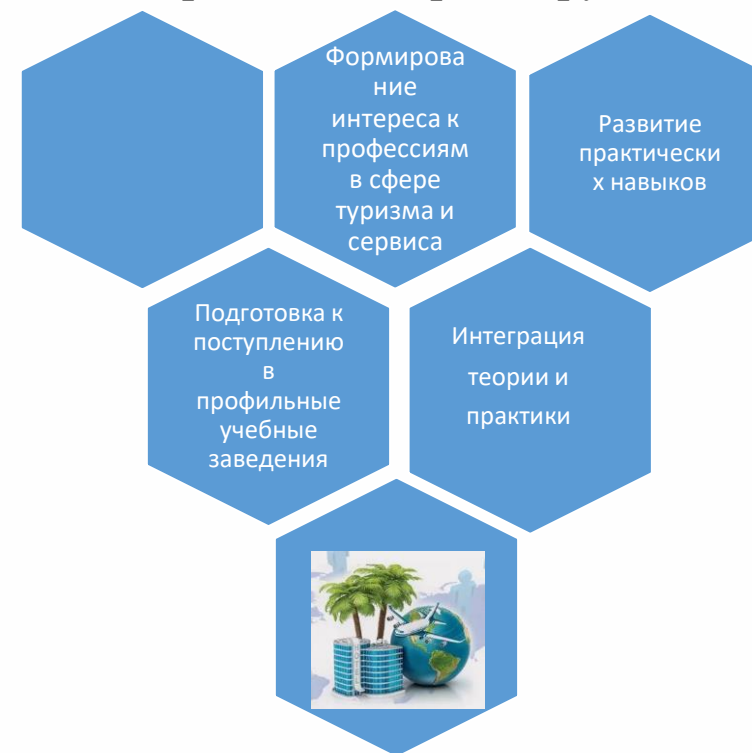 Формирова
ние
интереса к
профессиям
в сфере
туризма и
сервиса
Развитие
практически
х навыков
Подготовка к
поступлению
в
профильные
учебные
заведения
Интеграция
теории и
практики